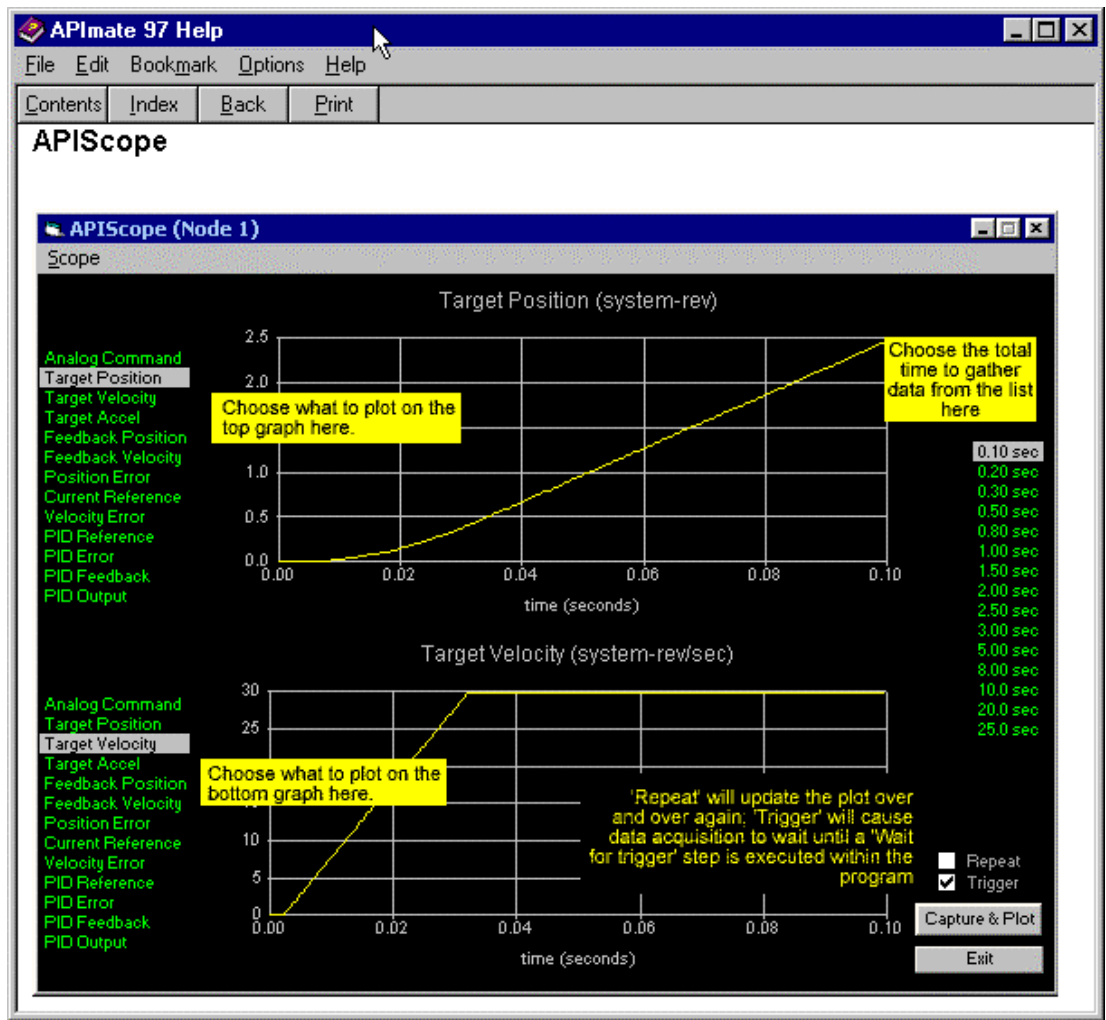 APImate 97 Help
File Edit Bookmark Options Help
Contents Index Back Print
APIScope
APIScope (Node 1)
Scope
Target Position (system-rev)
Analog Command
Target Position
Target Velocity
Target Accel
Feedback Position
Feedback Velocity
Position Error
Current Reference
Velocity Error
PID Reference
PID Error
PID Feedback
PID Output
2.5
2.0
1.0
0.5
0.0
Choose what to plot on the
top graph here.
0.00 0.02 0.04 0.06 0.08 0.10
time (seconds)
Choose the total
time to gather
data from the list
here
0.10 sec
0.20 sec
0.30 sec
0.50 sec
0.80 sec
1.00 sec
1.50 sec
2.00 sec
2.50 sec
3.00 sec
5.00 sec
8.00 sec
10.0 sec
20.0 sec
25.0 sec
Target Velocity (system-rev/sec)
Analog Command
Target Position
Target Velocity
Target Accel
Feedback Position
Feedback Velocity
Position Error
Current Reference
Velocity Error
PID Reference
PID Error
PID Feedback
PID Output
30
25
10
5
0
Choose what to plot on the
bottom graph here.
0.00 0.02 0.04 0.06 0.08 0.10
time (seconds)
'Repeat' will update the plot over
and over again; 'Trigger' will cause
data acquisition to wait until a 'Wait
for trigger' step is executed within the
program
Repeat
Trigger
Capture & Plot
Exit